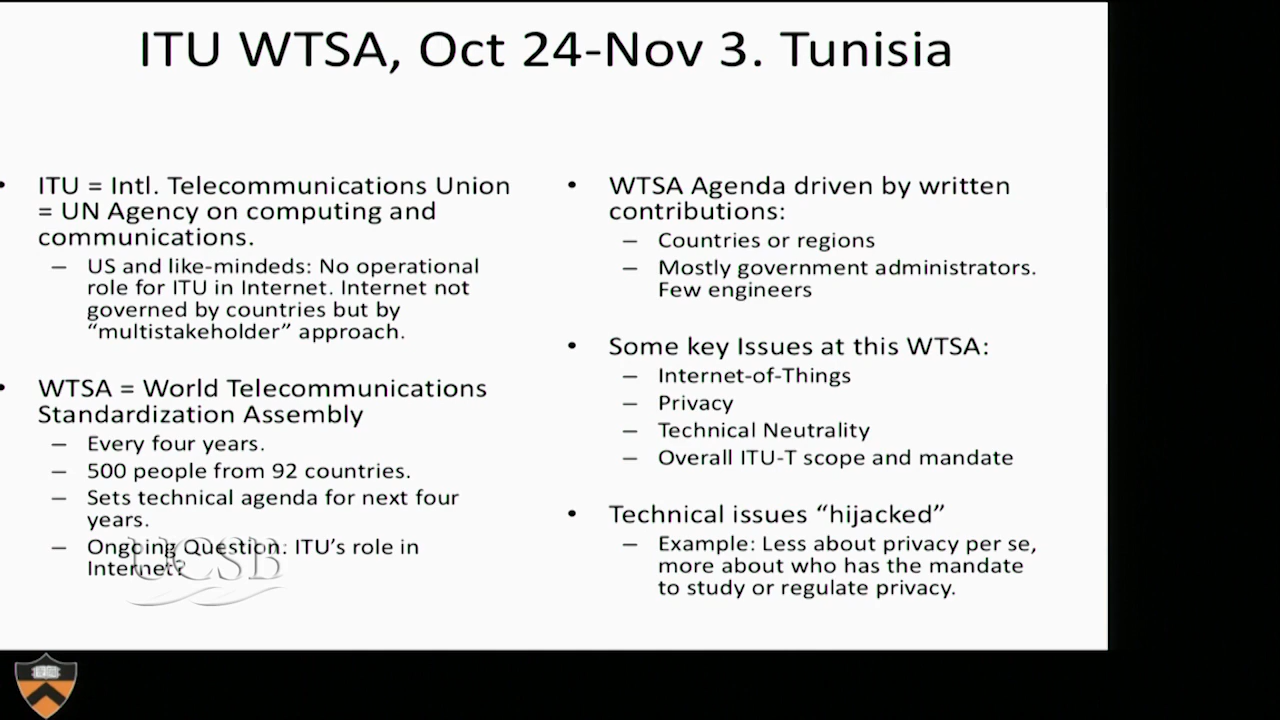 ITU WTSA, Oct 24-Nov 3. Tunisia
• ITU = Intl. Telecommunications Union
= UN Agency on computing and
communications.
– US and like-mindeds: No operational
role for ITU in Internet. Internet not
governed by countries but by
“multistakeholder” approach.
• WTSA = World Telecommunications
Standardization Assembly
– Every four years.
– 500 people from 92 countries.
– Sets technical agenda for next four
years.
– Ongoing Question: ITU’s role in
Internet?
UCSB
• WTSA Agenda driven by written
contributions:
– Countries or regions
– Mostly government administrators.
Few engineers
• Some key Issues at this WTSA:
– Internet-of-Things
– Privacy
– Technical Neutrality
– Overall ITU-T scope and mandate
• Technical issues “hijacked”
– Example: Less about privacy per se,
more about who has the mandate
to study or regulate privacy.